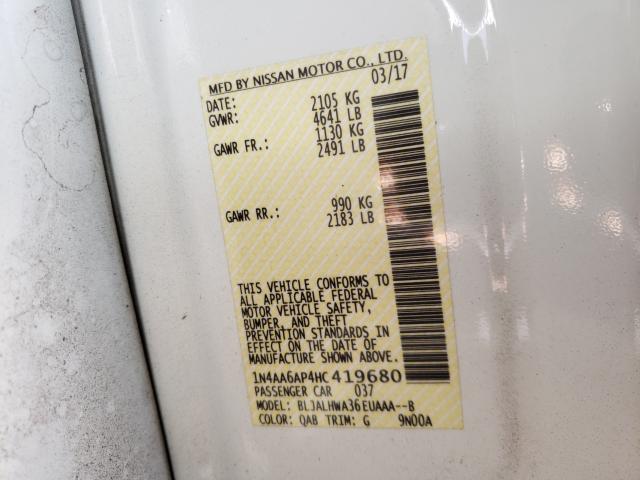 MFD BY NISSAN MOTOR CO., LTD.
DATE: 03/17
GVWR: 2105 KG
4641 LB
GAWR FR.: 1130 KG
2491 LB
GAWR RR.: 990 KG
2183 LB
THIS VEHICLE CONFORMS TO
ALL APPLICABLE FEDERAL
MOTOR VEHICLE SAFETY,
BUMPER, AND THEFT
PREVENTION STANDARDS IN
EFFECT ON THE DATE OF
MANUFACTURE SHOWN ABOVE.
1N4AA6AP4HC419680
PASSENGER CAR 037
MODEL: BLJALHWA36EUAAA--B
COLOR: QAB TRIM: G 9N00A